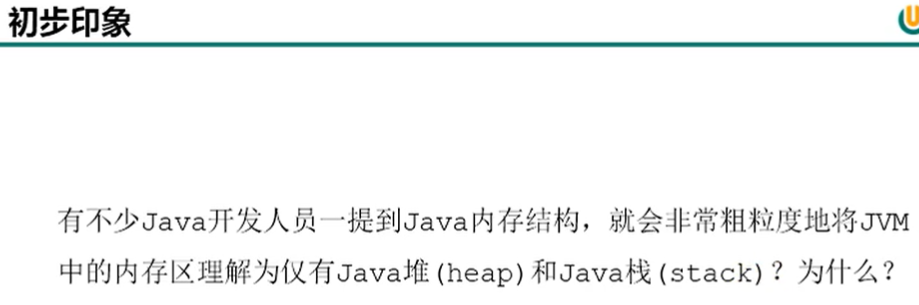 初步印象
有不少Java开发人员一提到Java内存结构，就会非常粗粒度地将JVM
中的内存区理解为仅有Java堆(heap)和Java栈(stack)？为什么？